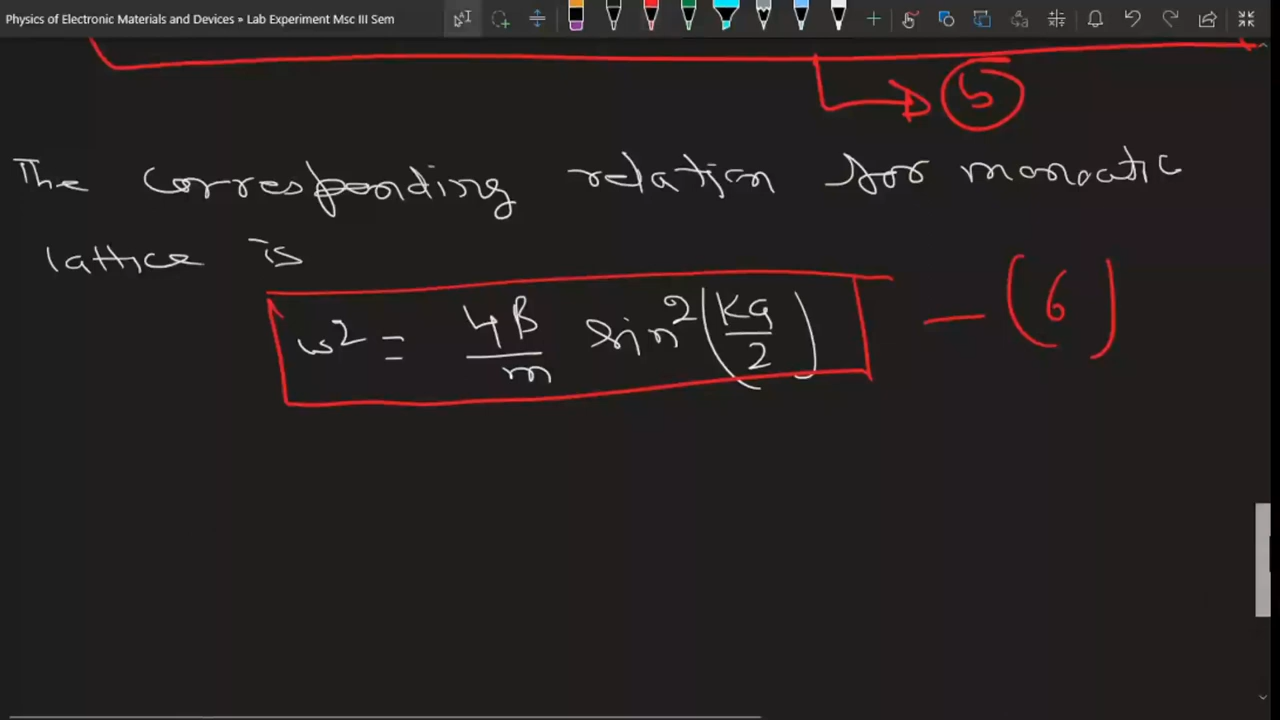 Physics of Electronic Materials and Devices » Lab Experiment Msc III Sem
5
The corresponding relation for monoatic
lattice is
ω² = 4β/m sin²(Ka/2) — (6)